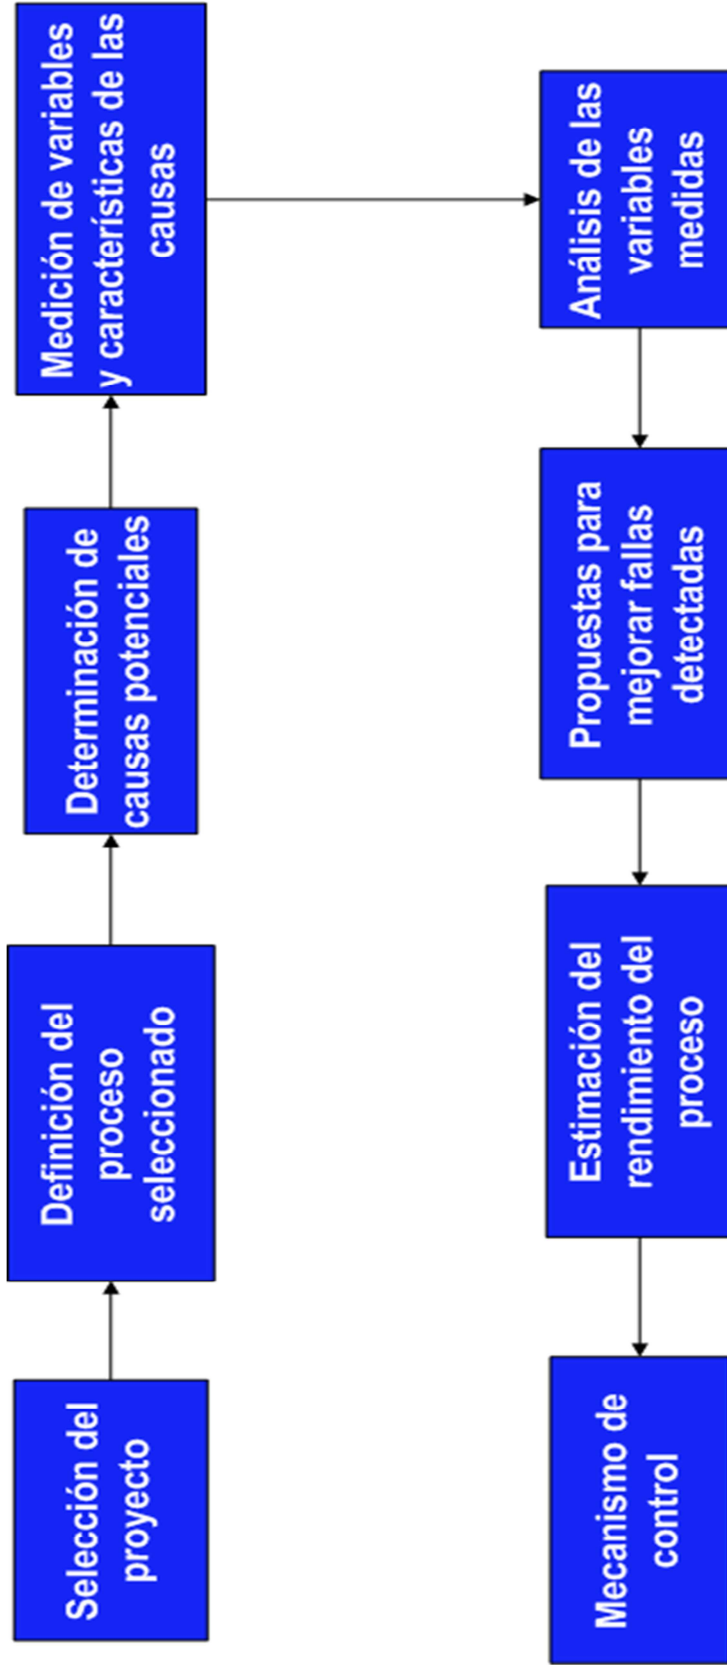 Selección del
proyecto
Definición del
proceso
seleccionado
Determinación de
causas potenciales
Medición de variables
y características de las
causas
Análisis de las
variables
medidas
Propuestas para
mejorar fallas
detectadas
Estimación del
rendimiento del
proceso
Mecanismo de
control